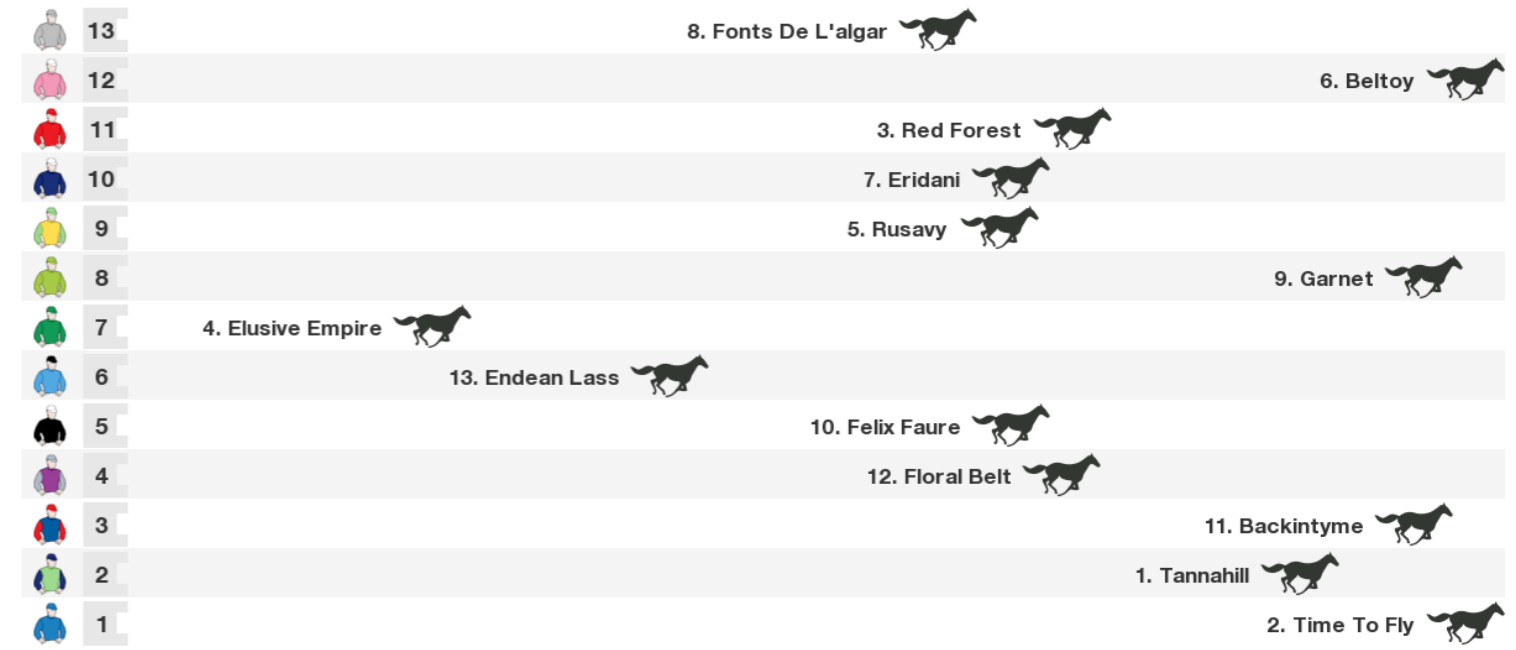 13 8. Fonts De L'algar
12 6. Beltoy
11 3. Red Forest
10 7. Eridani
9 5. Rusavy
8 9. Garnet
7 4. Elusive Empire
6 13. Endean Lass
5 10. Felix Faure
4 12. Floral Belt
3 11. Backintyme
2 1. Tannahill
1 2. Time To Fly